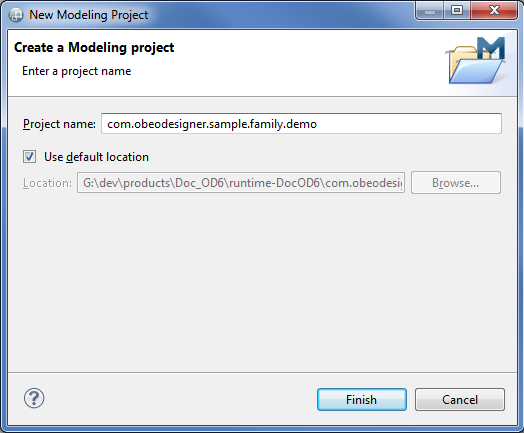 New Modeling Project
Create a Modeling project
Enter a project name
Project name: com.obeodesigner.sample.family.demo
Use default location
Location: G:\dev\products\Doc_OD6\runtime-DocOD6\com.obeodesig
Browse...
Finish
Cancel